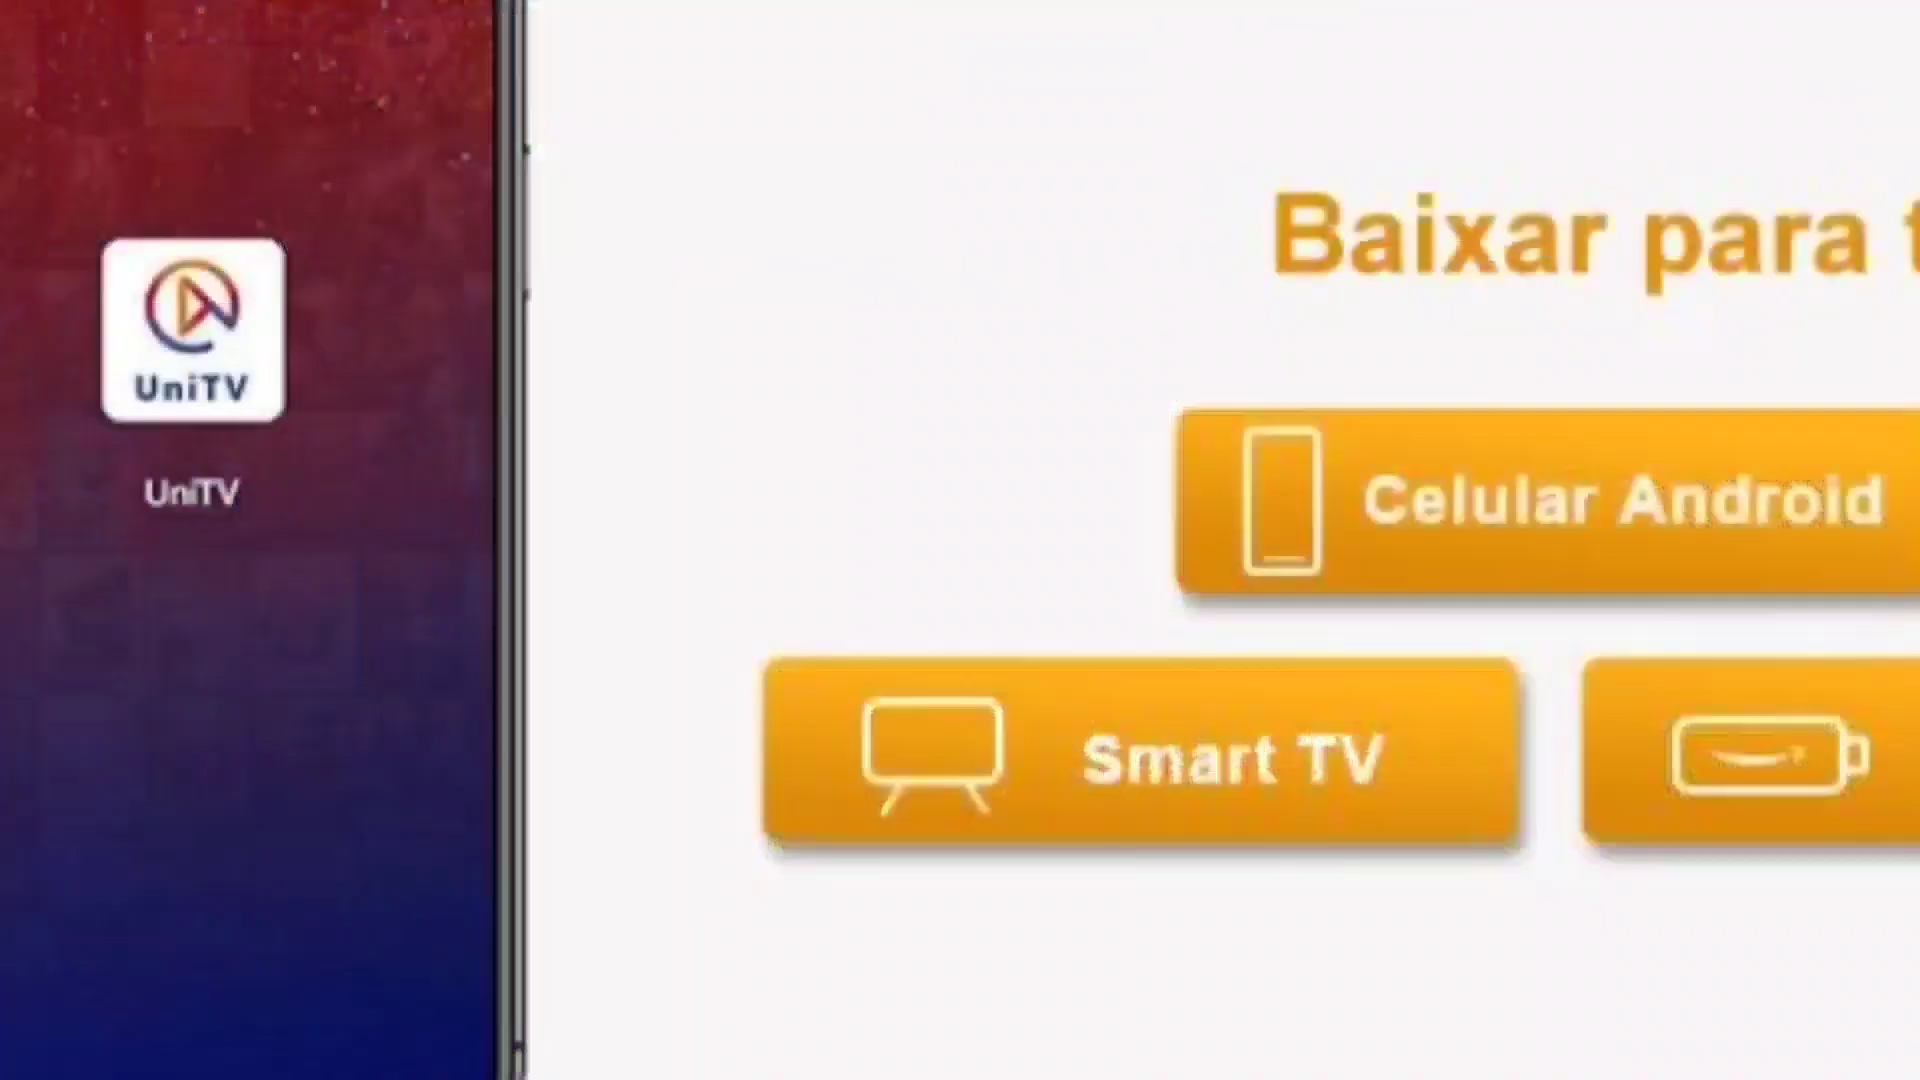 UniTV
UniTV
Baixar para
Celular Android
Smart TV